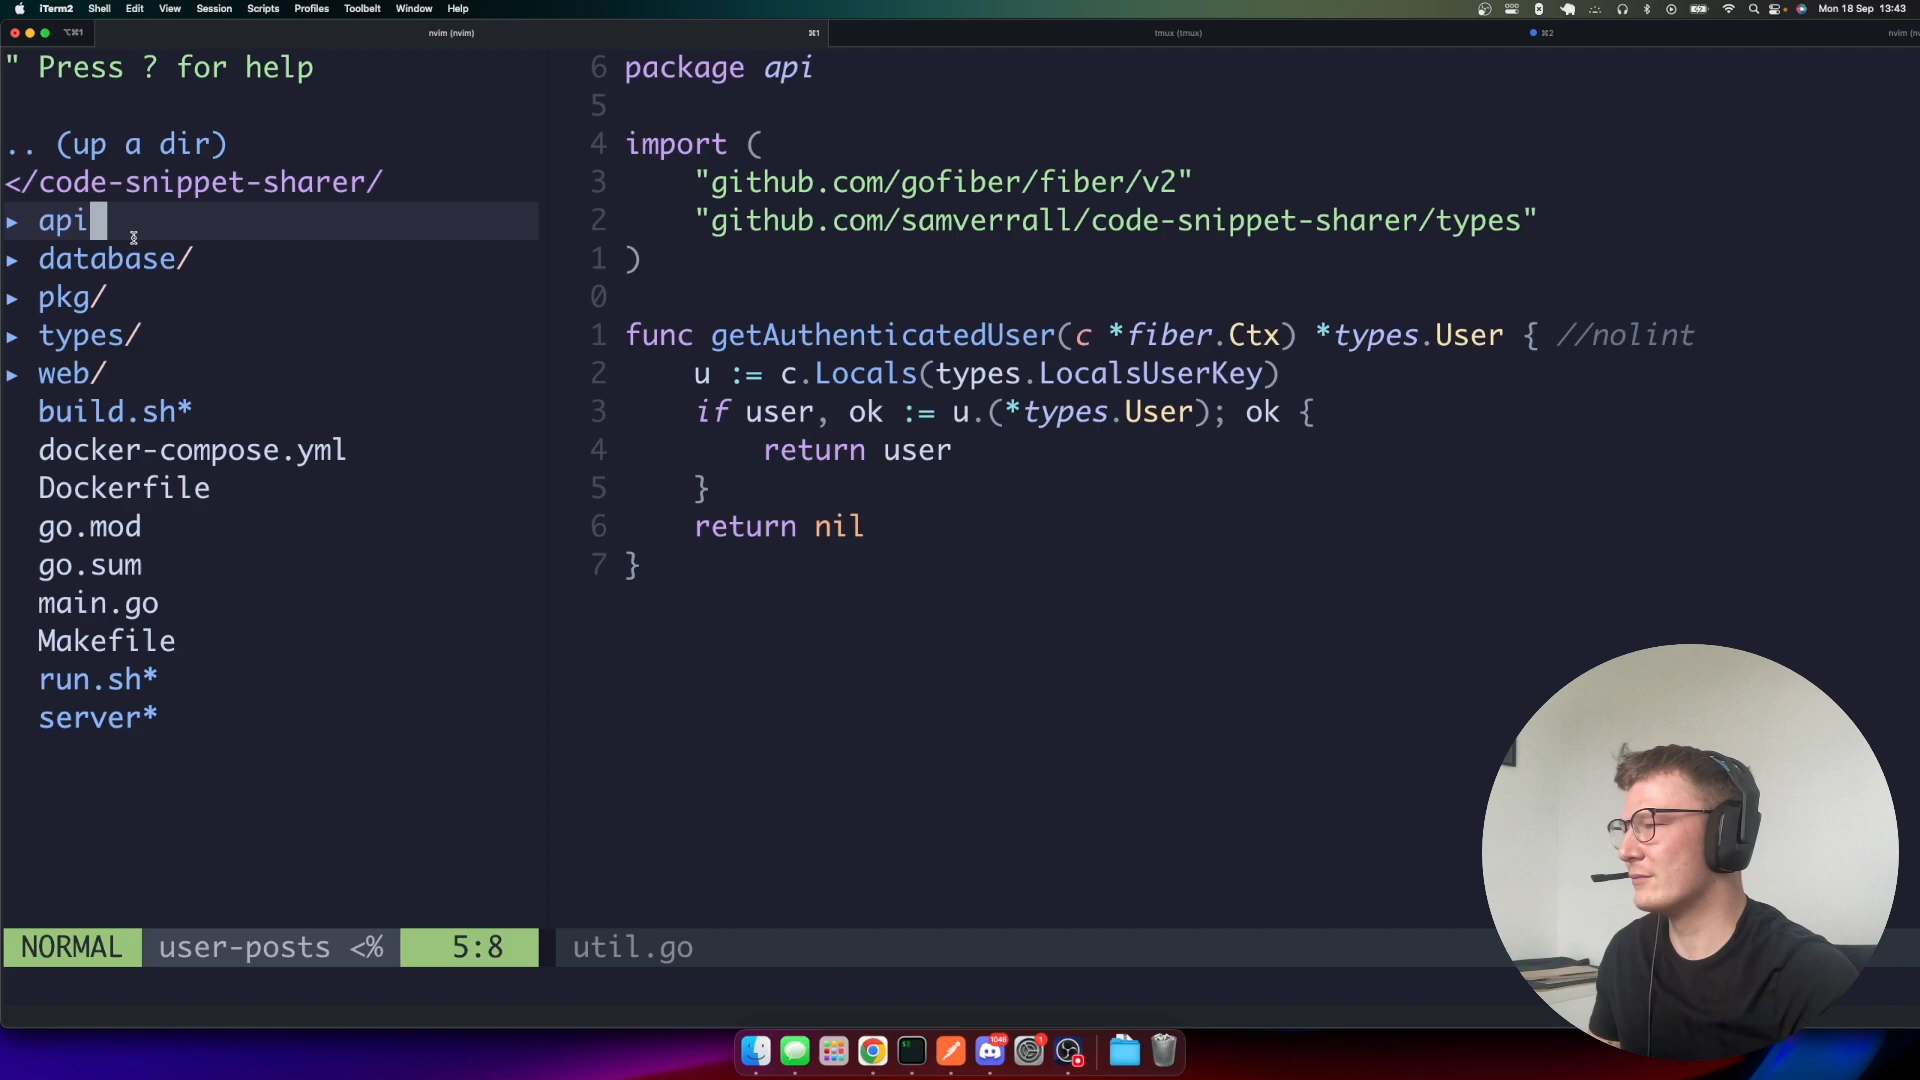 iTerm2 Shell Edit View Session Scripts Profiles Toolbelt Window Help Mon 18 Sep 13:43
⌥⌘1 nvim (nvim) ⌘1 tmux (tmux) ⌘2
" Press ? for help
.. (up a dir)
</code-snippet-sharer/
▸ api
▸ database/
▸ pkg/
▸ types/
▸ web/
build.sh*
docker-compose.yml
Dockerfile
go.mod
go.sum
main.go
Makefile
run.sh*
server*
6 package api
5
4 import (
3 "github.com/gofiber/fiber/v2"
2 "github.com/samverrall/code-snippet-sharer/types"
1 )
0
1 func getAuthenticatedUser(c *fiber.Ctx) *types.User { //nolint
2 u := c.Locals(types.LocalsUserKey)
3 if user, ok := u.(*types.User); ok {
4 return user
5 }
6 return nil
7 }
NORMAL user-posts <% 5:8 util.go
1046
1